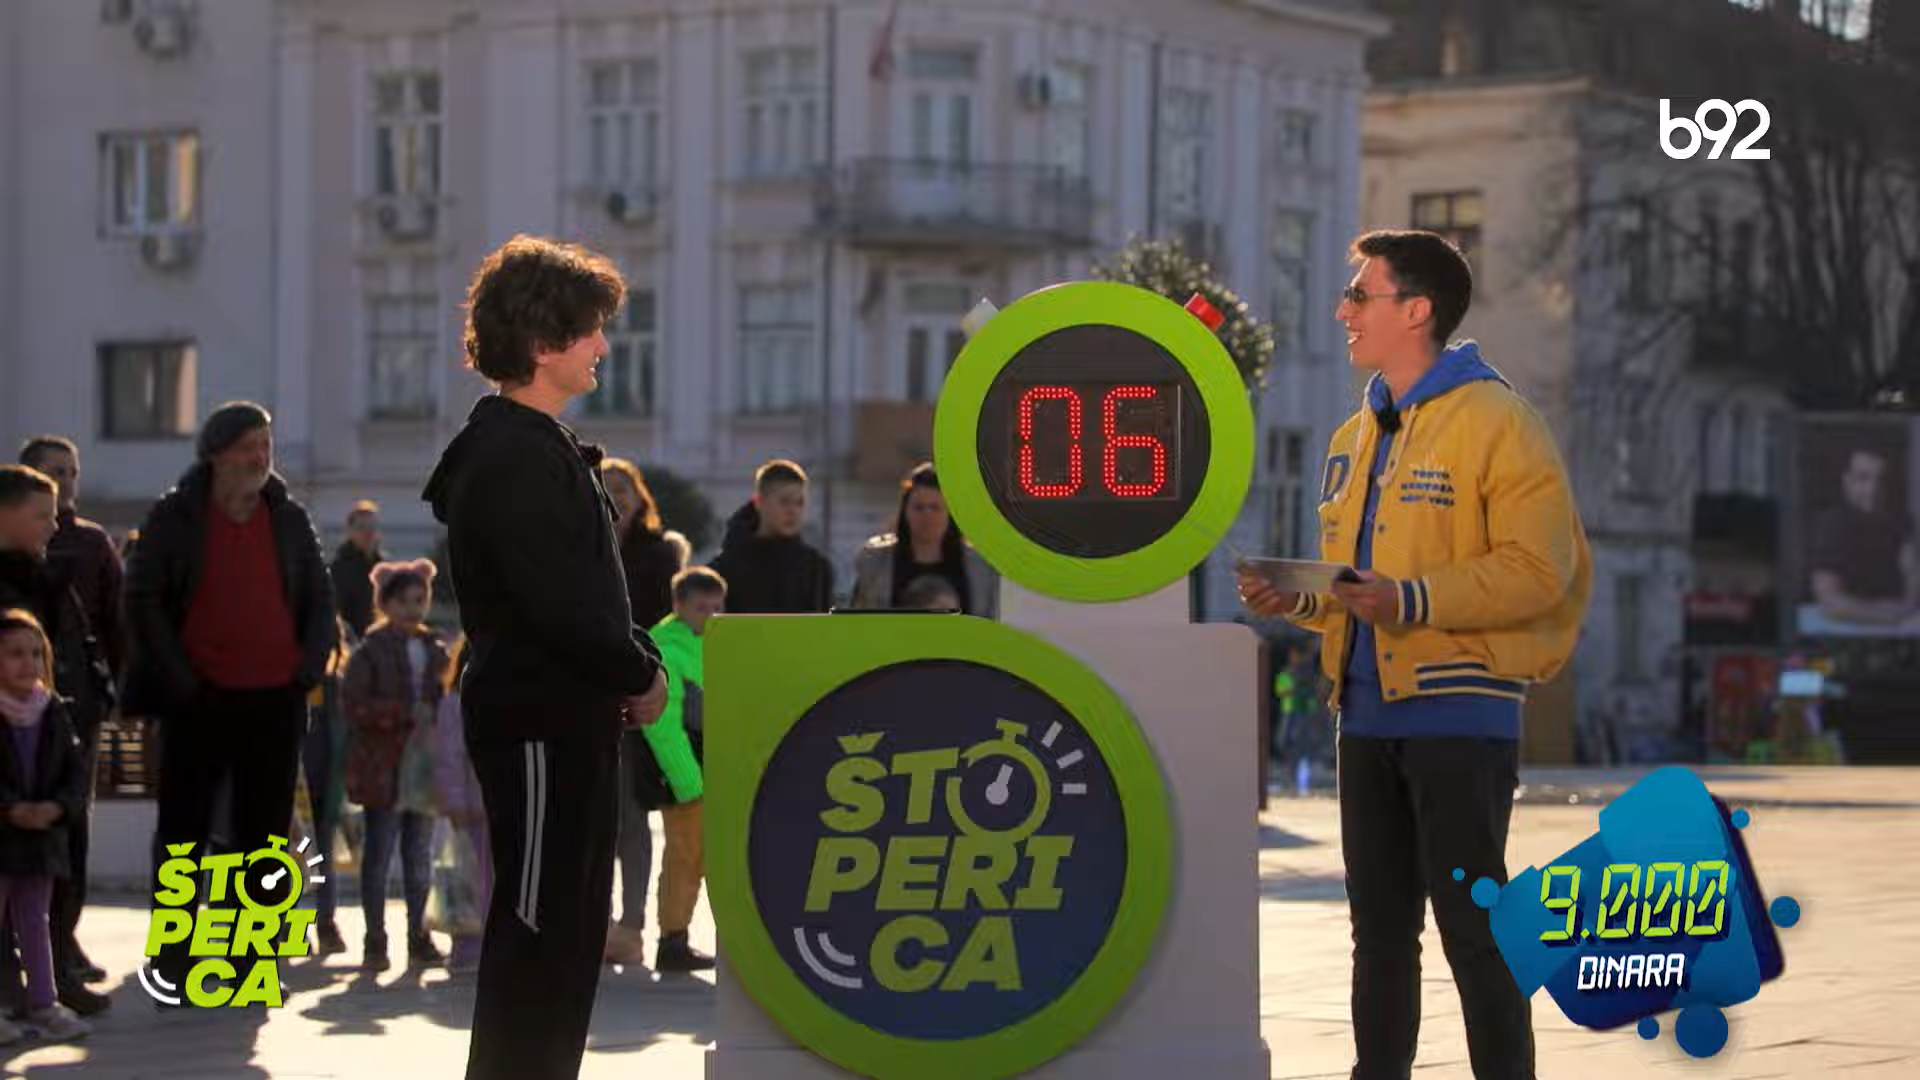 b92
06
D
ŠTO
PERI
CA
ŠTO
PERI
CA
9.000
DINARA